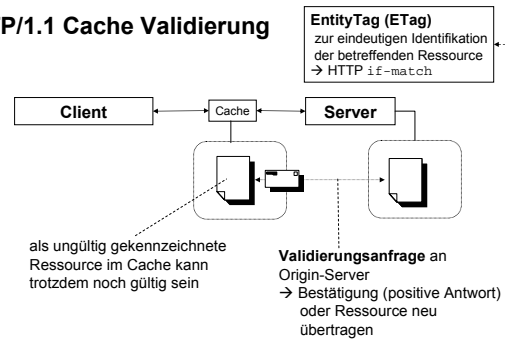 P/1.1 Cache Validierung
EntityTag (ETag)
zur eindeutigen Identifikation
der betreffenden Ressource
→ HTTP if-match
Client
Cache
Server
als ungültig gekennzeichnete
Ressource im Cache kann
trotzdem noch gültig sein
Validierungsanfrage an
Origin-Server
→ Bestätigung (positive Antwort)
oder Ressource neu
übertragen